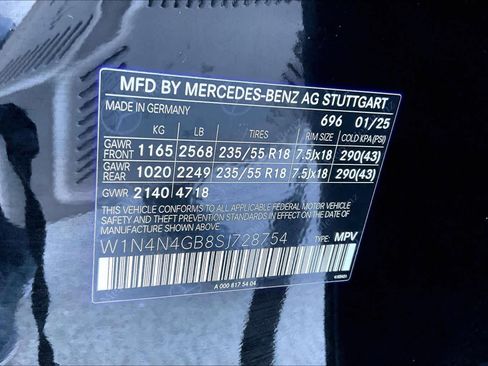 MFD BY MERCEDES-BENZ AG STUTTGART
MADE IN GERMANY 696 01/25
KG LB TIRES RIM SIZE COLD KPA (PSI)
GAWR FRONT 1165 2568 235/55 R18 7.5Jx18 290(43)
GAWR REAR 1020 2249 235/55 R18 7.5Jx18 290(43)
GVWR 2140 4718
THIS VEHICLE CONFORMS TO ALL APPLICABLE FEDERAL MOTOR VEHICLE
SAFETY AND THEFT PREVENTION STANDARDS IN EFFECT ON THE DATE
OF MANUFACTURE SHOWN ABOVE.
W1N4N4GB8SJ728754 TYPE: MPV
A 000 817 54 04